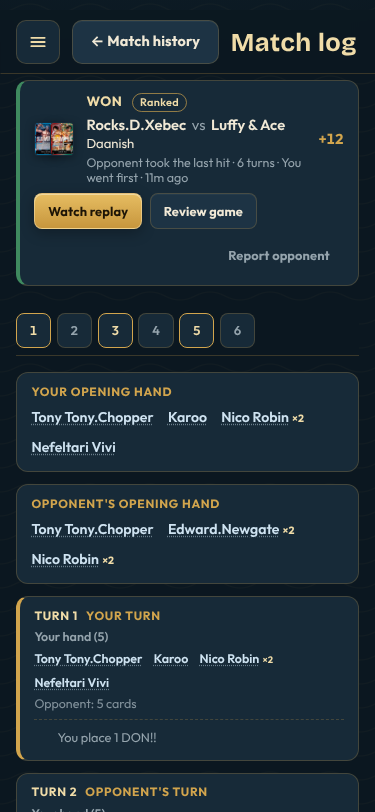 ← Match history
Match log
WON Ranked
Rocks.D.Xebec vs Luffy & Ace
Daanish
+12
Opponent took the last hit · 6 turns · You
went first · 11m ago
Watch replay
Review game
Report opponent
1 2 3 4 5 6
YOUR OPENING HAND
Tony Tony.Chopper Karoo Nico Robin ×2
Nefeltari Vivi
OPPONENT'S OPENING HAND
Tony Tony.Chopper Edward.Newgate ×2
Nico Robin ×2
TURN 1 YOUR TURN
Your hand (5)
Tony Tony.Chopper Karoo Nico Robin ×2
Nefeltari Vivi
Opponent: 5 cards
You place 1 DON!!
TURN 2 OPPONENT'S TURN
Your hand (5)